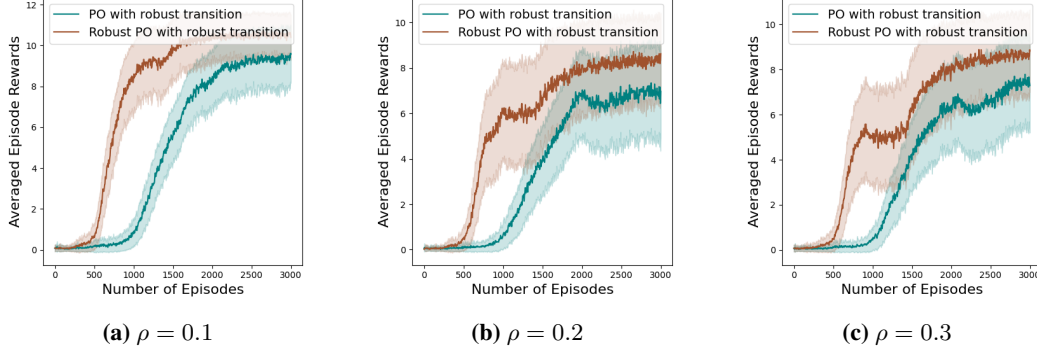 12
10
8
6
4
2
0
Averaged Episode Rewards
PO with robust transition
Robust PO with robust transition
0 500 1000 1500 2000 2500 3000
Number of Episodes
(a) ρ = 0.1
10
8
6
4
2
0
Averaged Episode Rewards
PO with robust transition
Robust PO with robust transition
0 500 1000 1500 2000 2500 3000
Number of Episodes
(b) ρ = 0.2
10
8
6
4
2
0
Averaged Episode Rewards
PO with robust transition
Robust PO with robust transition
0 500 1000 1500 2000 2500 3000
Number of Episodes
(c) ρ = 0.3